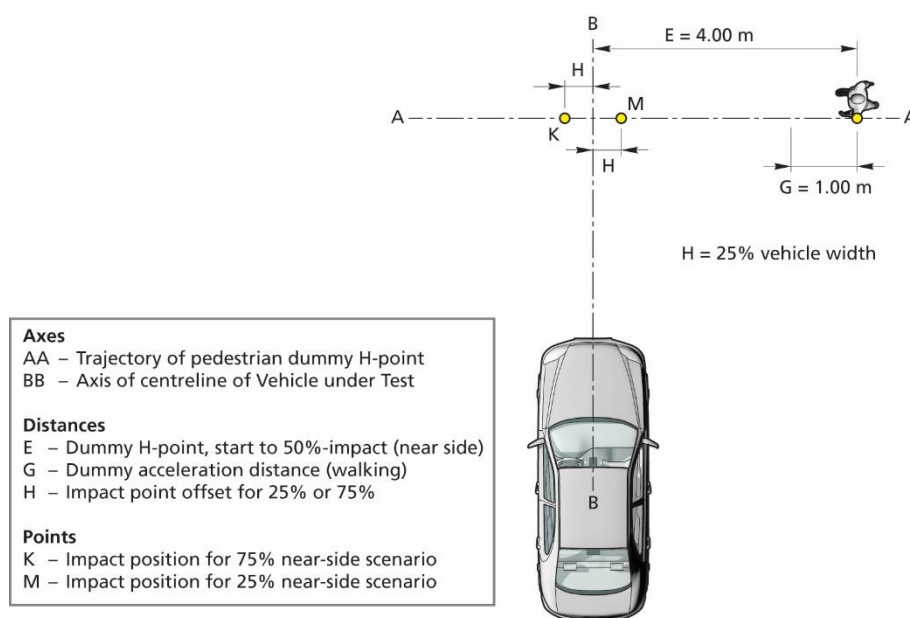 B
E = 4.00 m
H
M
A
A
K
H
G = 1.00 m
H = 25% vehicle width
Axes
AA – Trajectory of pedestrian dummy H-point
BB – Axis of centreline of Vehicle under Test
Distances
E – Dummy H-point, start to 50%-impact (near side)
G – Dummy acceleration distance (walking)
H – Impact point offset for 25% or 75%
Points
K – Impact position for 75% near-side scenario
M – Impact position for 25% near-side scenario
B